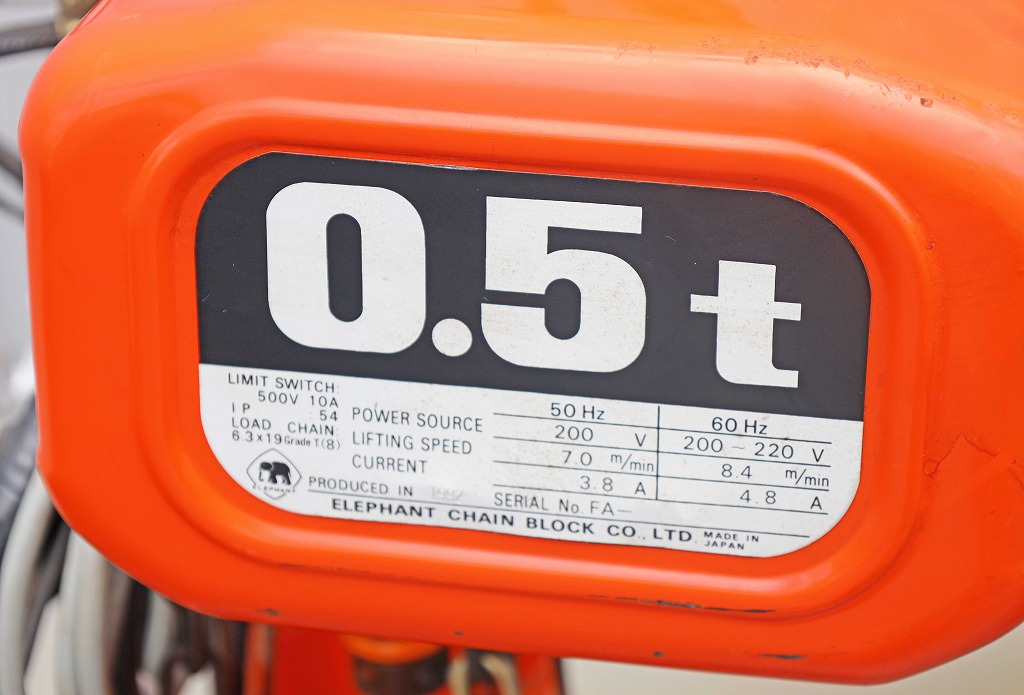 0.5 t
LIMIT SWITCH:
500V 10A
I P : 54
LOAD CHAIN:
6.3×19 Grade T(8)
ELEPHANT
50 Hz 60 Hz
POWER SOURCE 200 V 200 ~ 220 V
LIFTING SPEED 7.0 m/min 8.4 m/min
CURRENT 3.8 A 4.8 A
PRODUCED IN SERIAL No. FA-
ELEPHANT CHAIN BLOCK CO., LTD. MADE IN
JAPAN